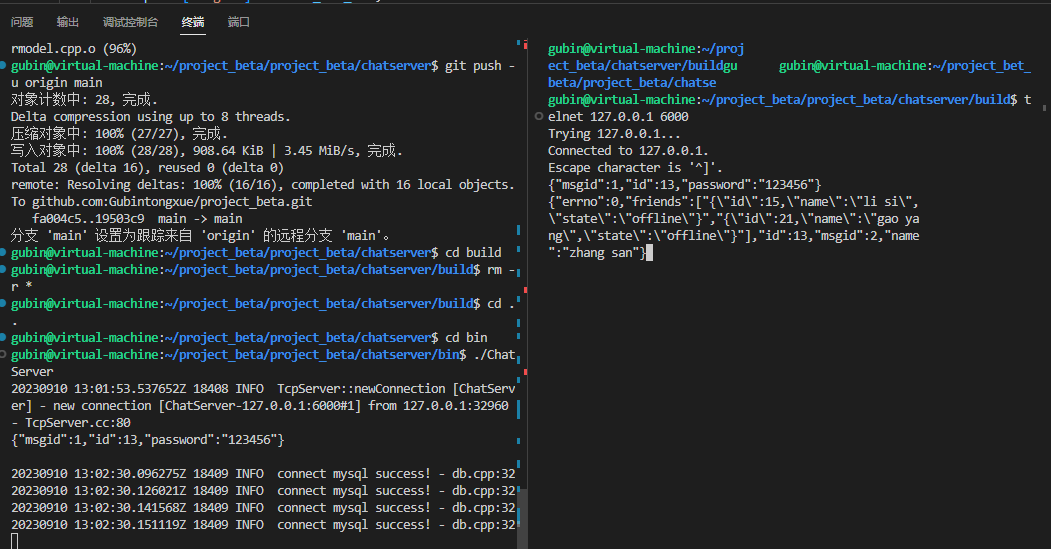 问题 输出 调试控制台 终端 端口
rmodel.cpp.o (96%)
gubin@virtual-machine:~/project_beta/project_beta/chatserver$ git push -
u origin main
对象计数中: 28, 完成.
Delta compression using up to 8 threads.
压缩对象中: 100% (27/27), 完成.
写入对象中: 100% (28/28), 908.64 KiB | 3.45 MiB/s, 完成.
Total 28 (delta 16), reused 0 (delta 0)
remote: Resolving deltas: 100% (16/16), completed with 16 local objects.
To github.com:Gubintongxue/project_beta.git
fa004c5..19503c9  main -> main
分支 'main' 设置为跟踪来自 'origin' 的远程分支 'main'。
gubin@virtual-machine:~/project_beta/project_beta/chatserver$ cd build
gubin@virtual-machine:~/project_beta/project_beta/chatserver/build$ rm -
r *
gubin@virtual-machine:~/project_beta/project_beta/chatserver/build$ cd .
.
gubin@virtual-machine:~/project_beta/project_beta/chatserver$ cd bin
gubin@virtual-machine:~/project_beta/project_beta/chatserver/bin$ ./Chat
Server
20230910 13:01:53.537652Z 18408 INFO  TcpServer::newConnection [ChatServ
er] - new connection [ChatServer-127.0.0.1:6000#1] from 127.0.0.1:32960
- TcpServer.cc:80
{"msgid":1,"id":13,"password":"123456"}
20230910 13:02:30.096275Z 18409 INFO  connect mysql success! - db.cpp:32
20230910 13:02:30.126021Z 18409 INFO  connect mysql success! - db.cpp:32
20230910 13:02:30.141568Z 18409 INFO  connect mysql success! - db.cpp:32
20230910 13:02:30.151119Z 18409 INFO  connect mysql success! - db.cpp:32
gubin@virtual-machine:~/proj
ect_beta/chatserver/buildgu      gubin@virtual-machine:~/project_bet_
beta/project_beta/chatse
gubin@virtual-machine:~/project_beta/project_beta/chatserver/build$ t
elnet 127.0.0.1 6000
Trying 127.0.0.1...
Connected to 127.0.0.1.
Escape character is '^]'.
{"msgid":1,"id":13,"password":"123456"}
{"errno":0,"friends":["{\"id\":15,\"name\":\"li si\",
\"state\":\"offline\"}","{\"id\":21,\"name\":\"gao ya
ng\",\"state\":\"offline\"}"],"id":13,"msgid":2,"name
":"zhang san"}